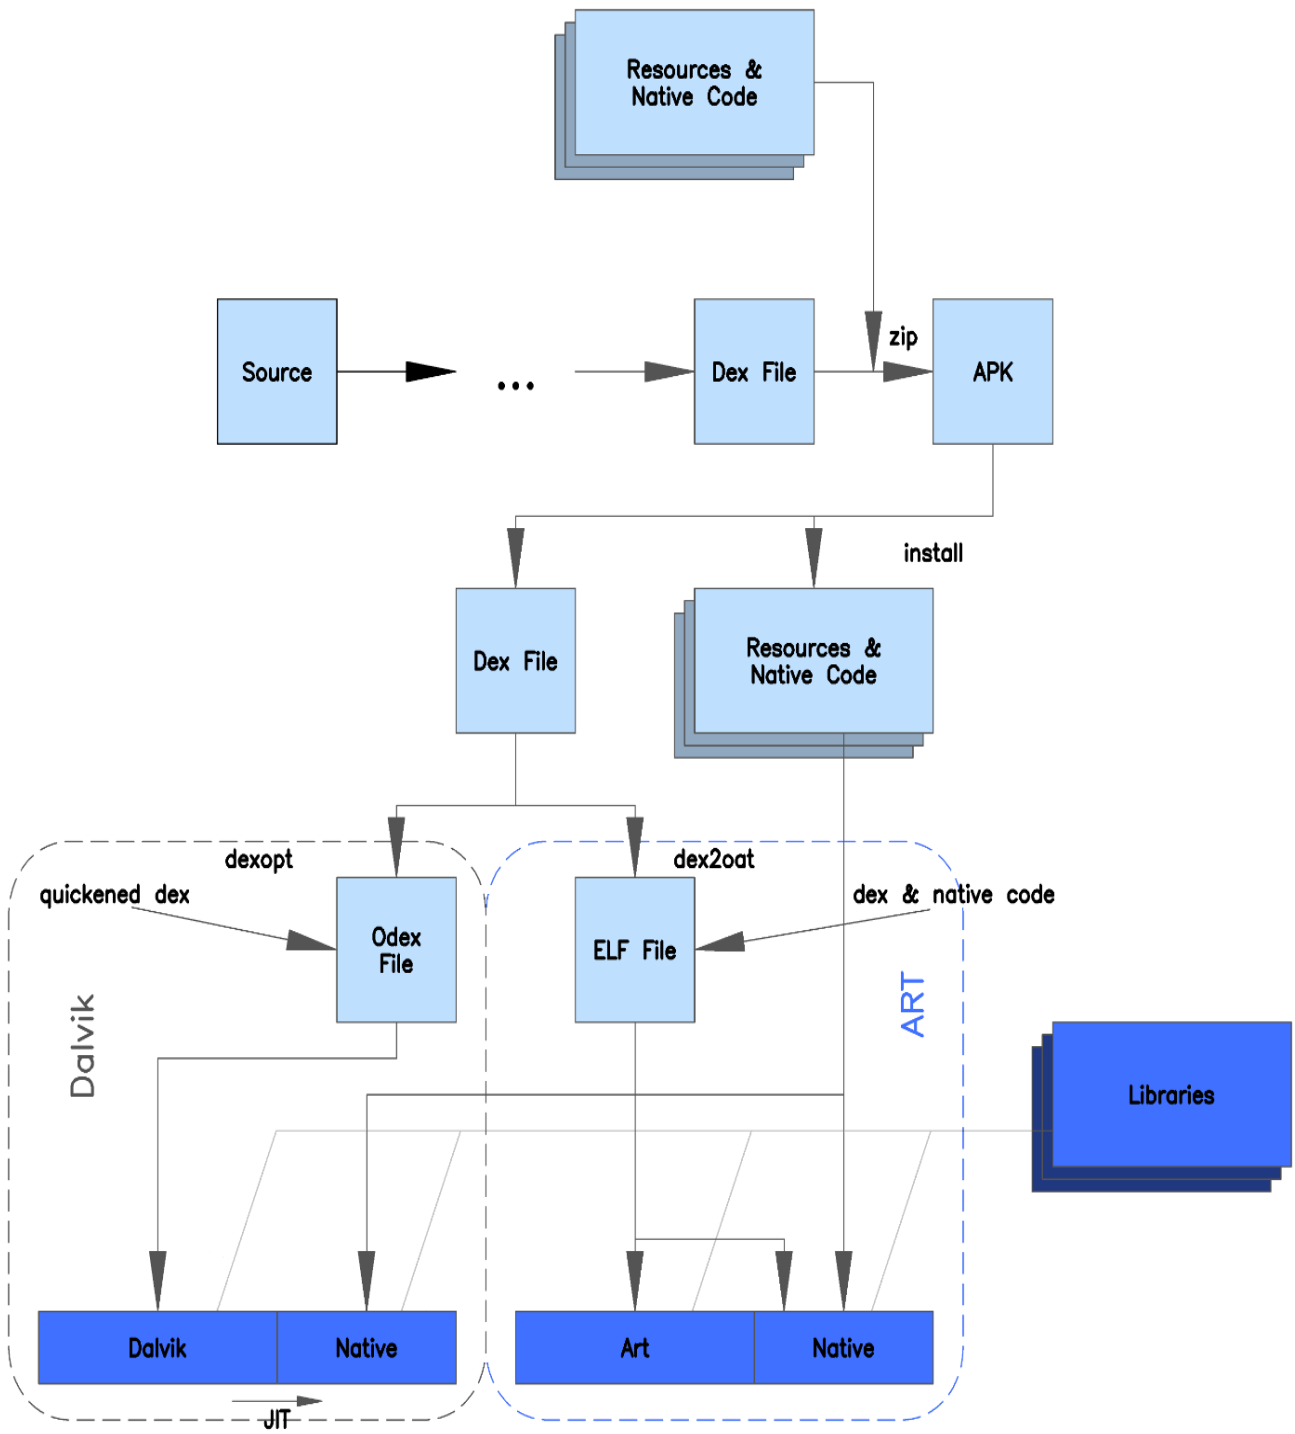 Resources &
Native Code
zip
Source
...
Dex File
APK
install
Dex File
Resources &
Native Code
dexopt
dex2oat
quickened dex
dex & native code
Odex
File
ELF File
Dalvik
ART
Libraries
Dalvik
Native
Art
Native
JIT